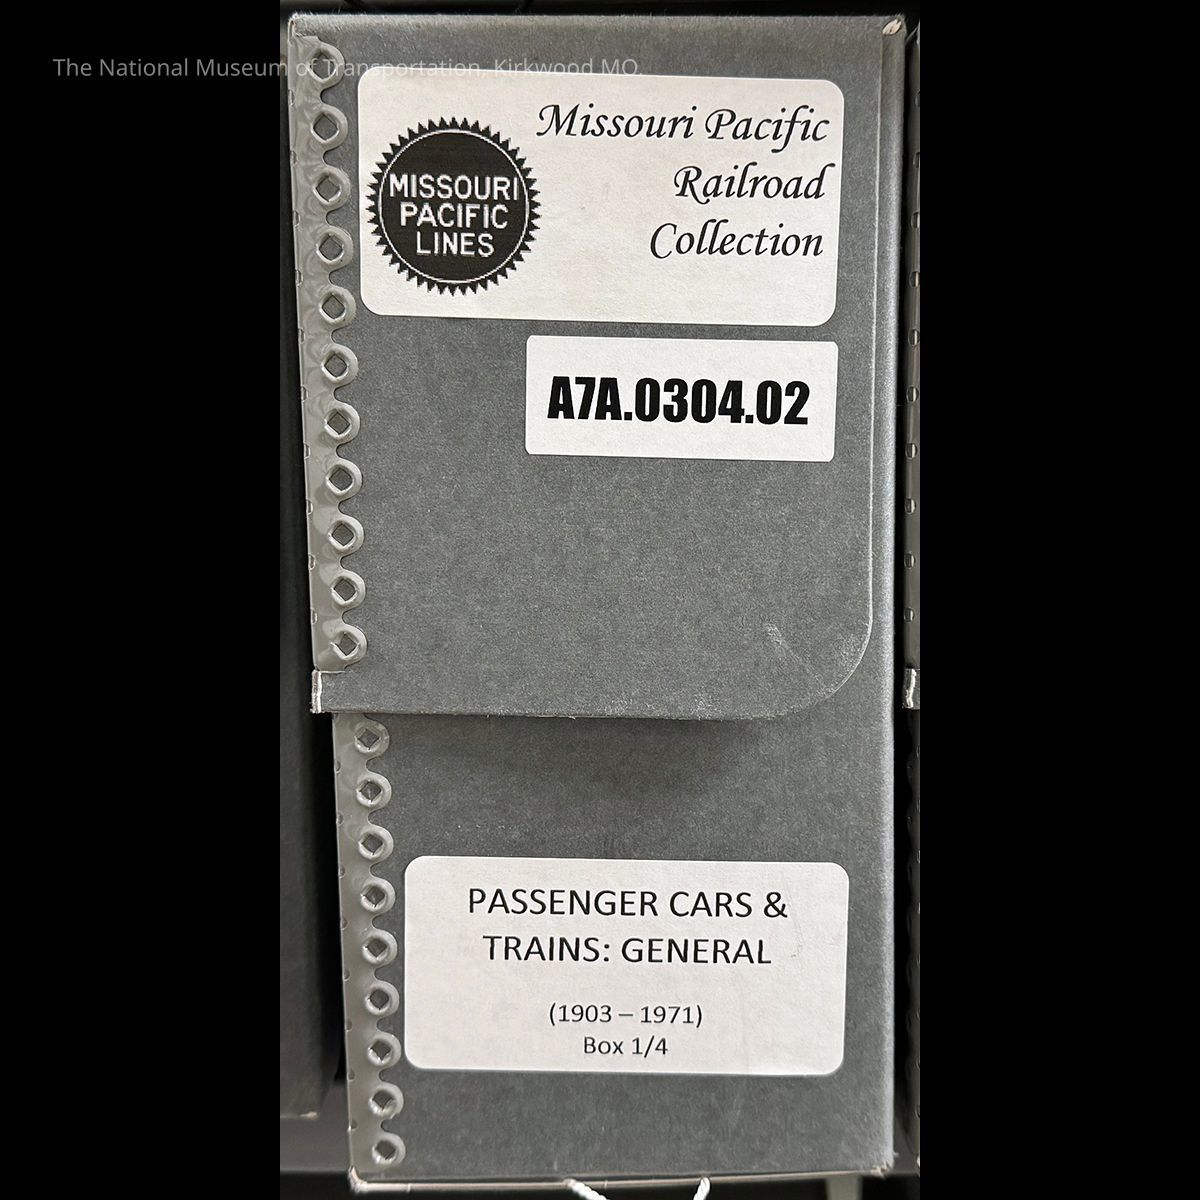 The National Museum of Transportation, Kirkwood MO.
Missouri Pacific
Railroad
Collection
MISSOURI
PACIFIC
LINES
A7A.0304.02
PASSENGER CARS &
TRAINS: GENERAL
(1903 – 1971)
Box 1/4